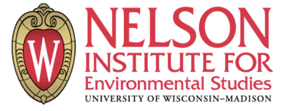 W
NELSON
INSTITUTE FOR
Environmental Studies
UNIVERSITY OF WISCONSIN–MADISON